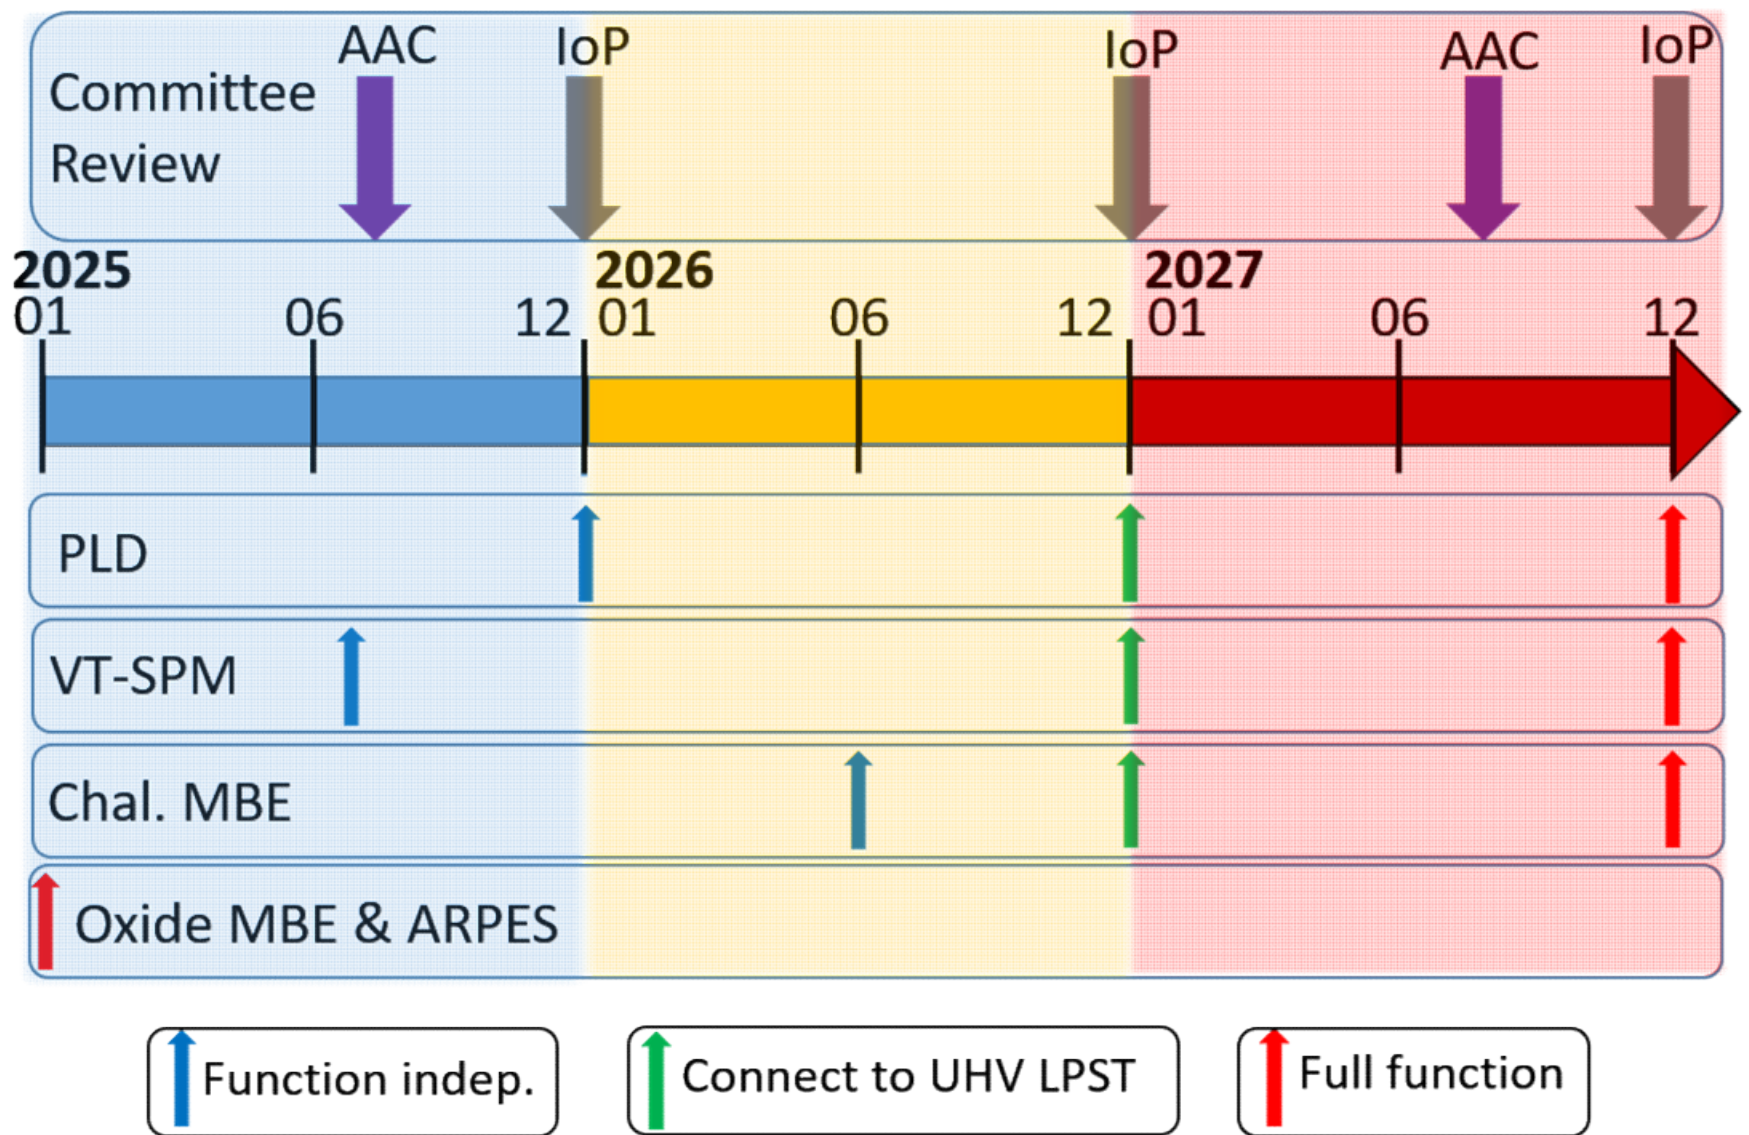 AAC IoP IoP AAC IoP
Committee
Review
2025 2026 2027
01 06 12 01 06 12 01 06 12
PLD
VT-SPM
Chal. MBE
Oxide MBE & ARPES
Function indep. Connect to UHV LPST Full function